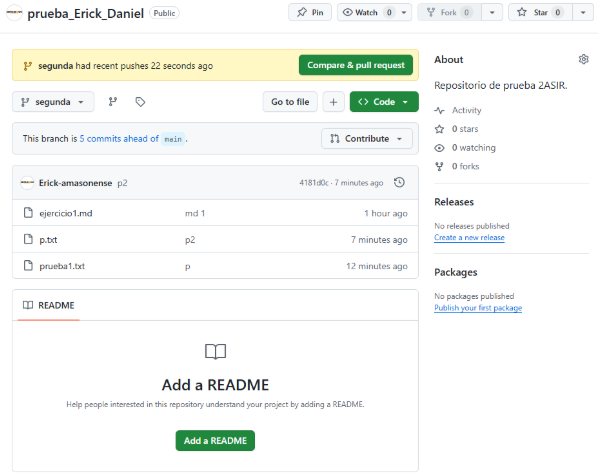 prueba_Erick_Daniel Public Pin Watch 0 Fork 0 Star 0
segunda had recent pushes 22 seconds ago Compare & pull request
segunda Go to file + <> Code
This branch is 5 commits ahead of main . Contribute
Erick-amasonense p2 4181d0c · 7 minutes ago
ejercicio1.md md 1 1 hour ago
p.txt p2 7 minutes ago
prueba1.txt p 12 minutes ago
README
Add a README
Help people interested in this repository understand your project by adding a README.
Add a README
About
Repositorio de prueba 2ASIR.
Activity
0 stars
0 watching
0 forks
Releases
No releases published
Create a new release
Packages
No packages published
Publish your first package